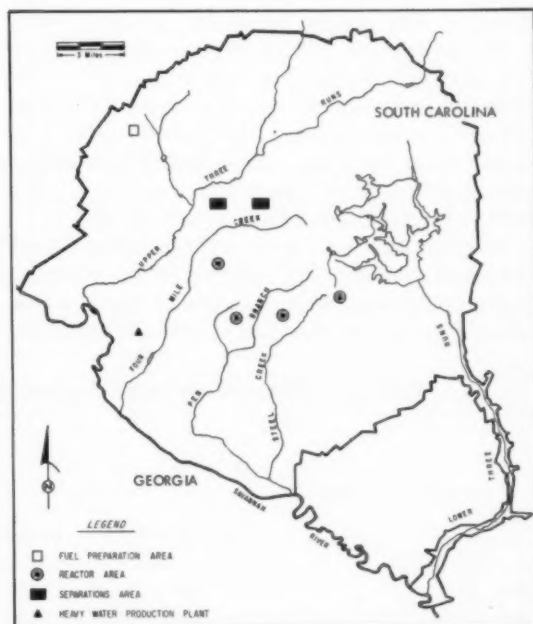 3 Miles
SOUTH CAROLINA
UPPER THREE RUNS
FOUR MILE CREEK
PEN BRANCH
STEEL CREEK
LOWER THREE RUNS
GEORGIA
SAVANNAH RIVER
N
LEGEND
FUEL PREPARATION AREA
REACTOR AREA
SEPARATIONS AREA
HEAVY WATER PRODUCTION PLANT